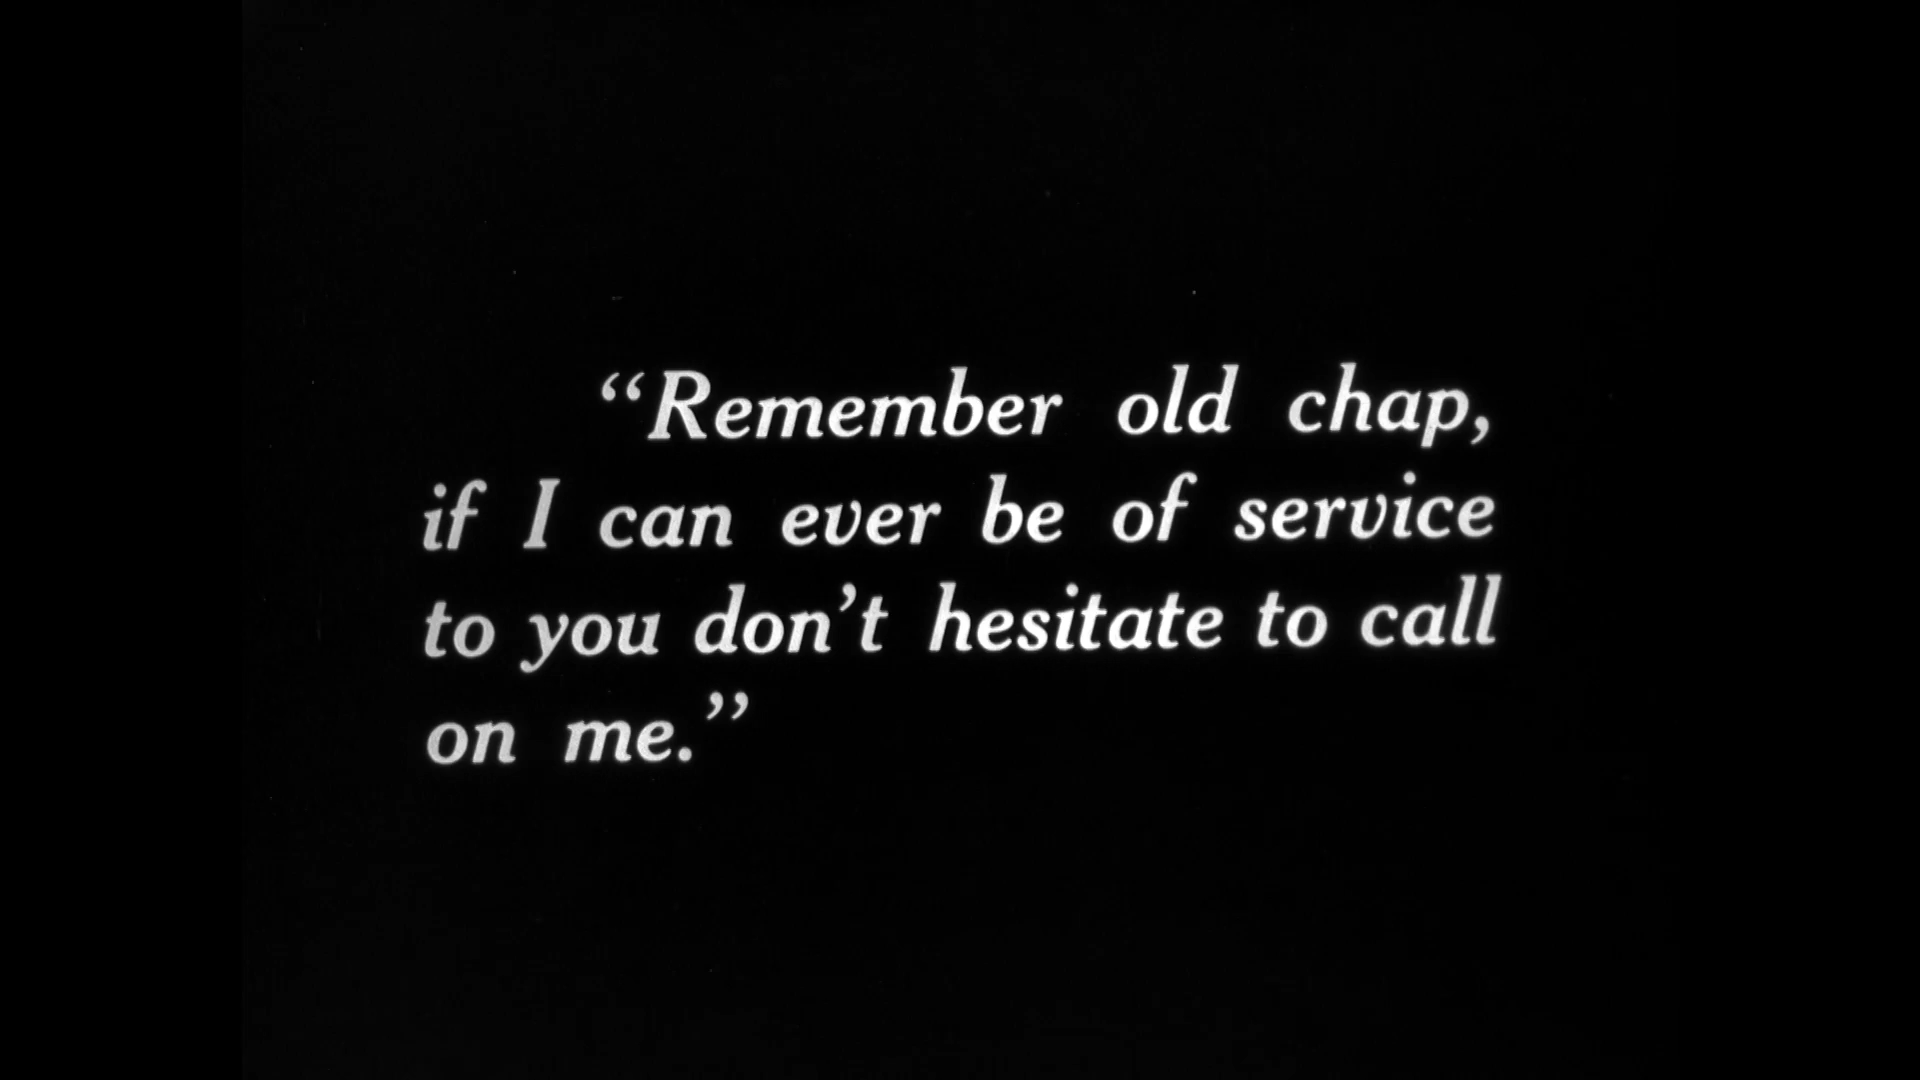 “Remember old chap,
if I can ever be of service
to you don’t hesitate to call
on me.”